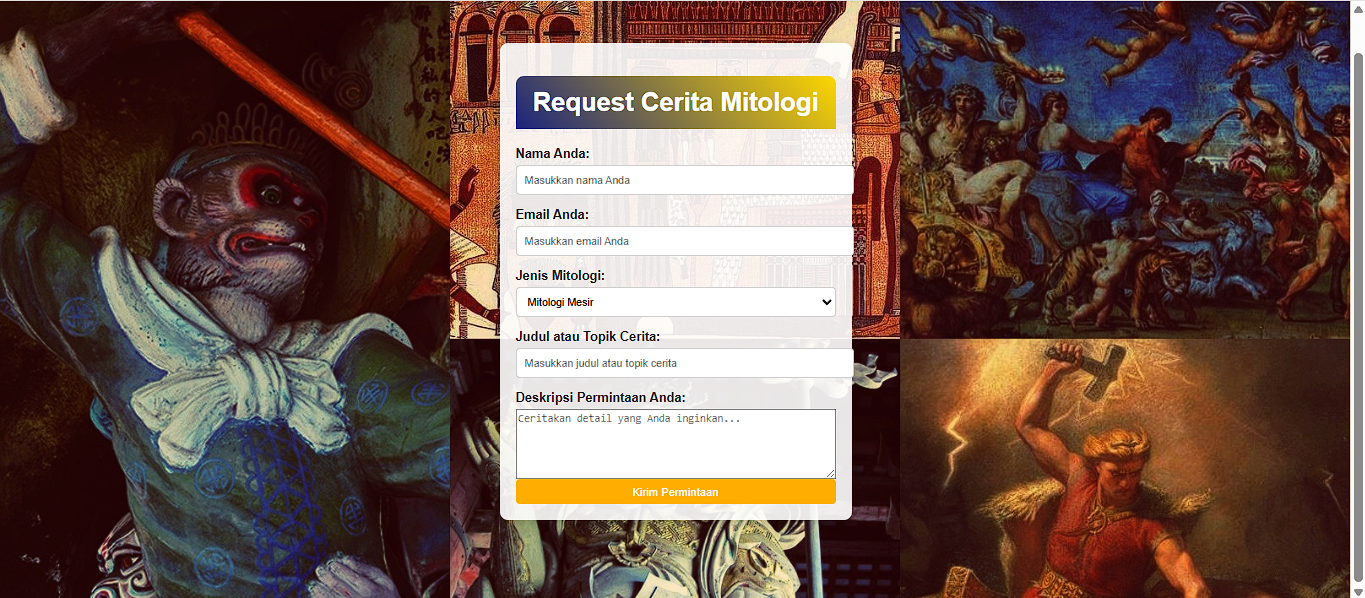 Request Cerita Mitologi
Nama Anda:
Masukkan nama Anda
Email Anda:
Masukkan email Anda
Jenis Mitologi:
Mitologi Mesir
Judul atau Topik Cerita:
Masukkan judul atau topik cerita
Deskripsi Permintaan Anda:
Ceritakan detail yang Anda inginkan...
Kirim Permintaan